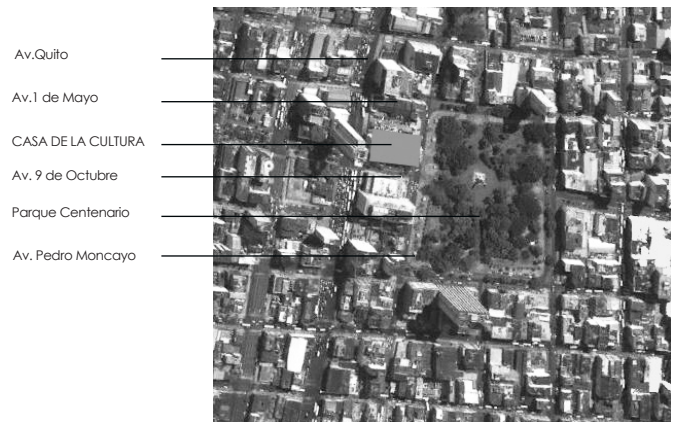 Av.Quito
Av.1 de Mayo
CASA DE LA CULTURA
Av. 9 de Octubre
Parque Centenario
Av. Pedro Moncayo